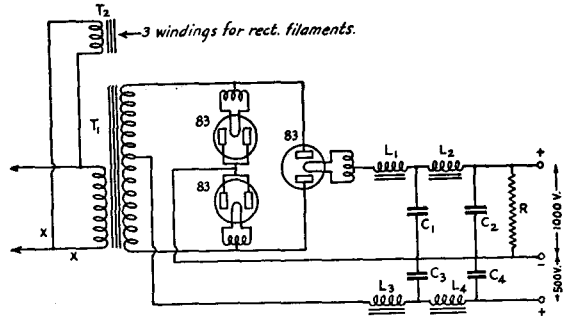 T2
3 windings for rect. filaments.
T1
83
83
83
L1
L2
+
C1
C2
R
1000 V.
-
X
X
C3
C4
L3
L4
500V.
+